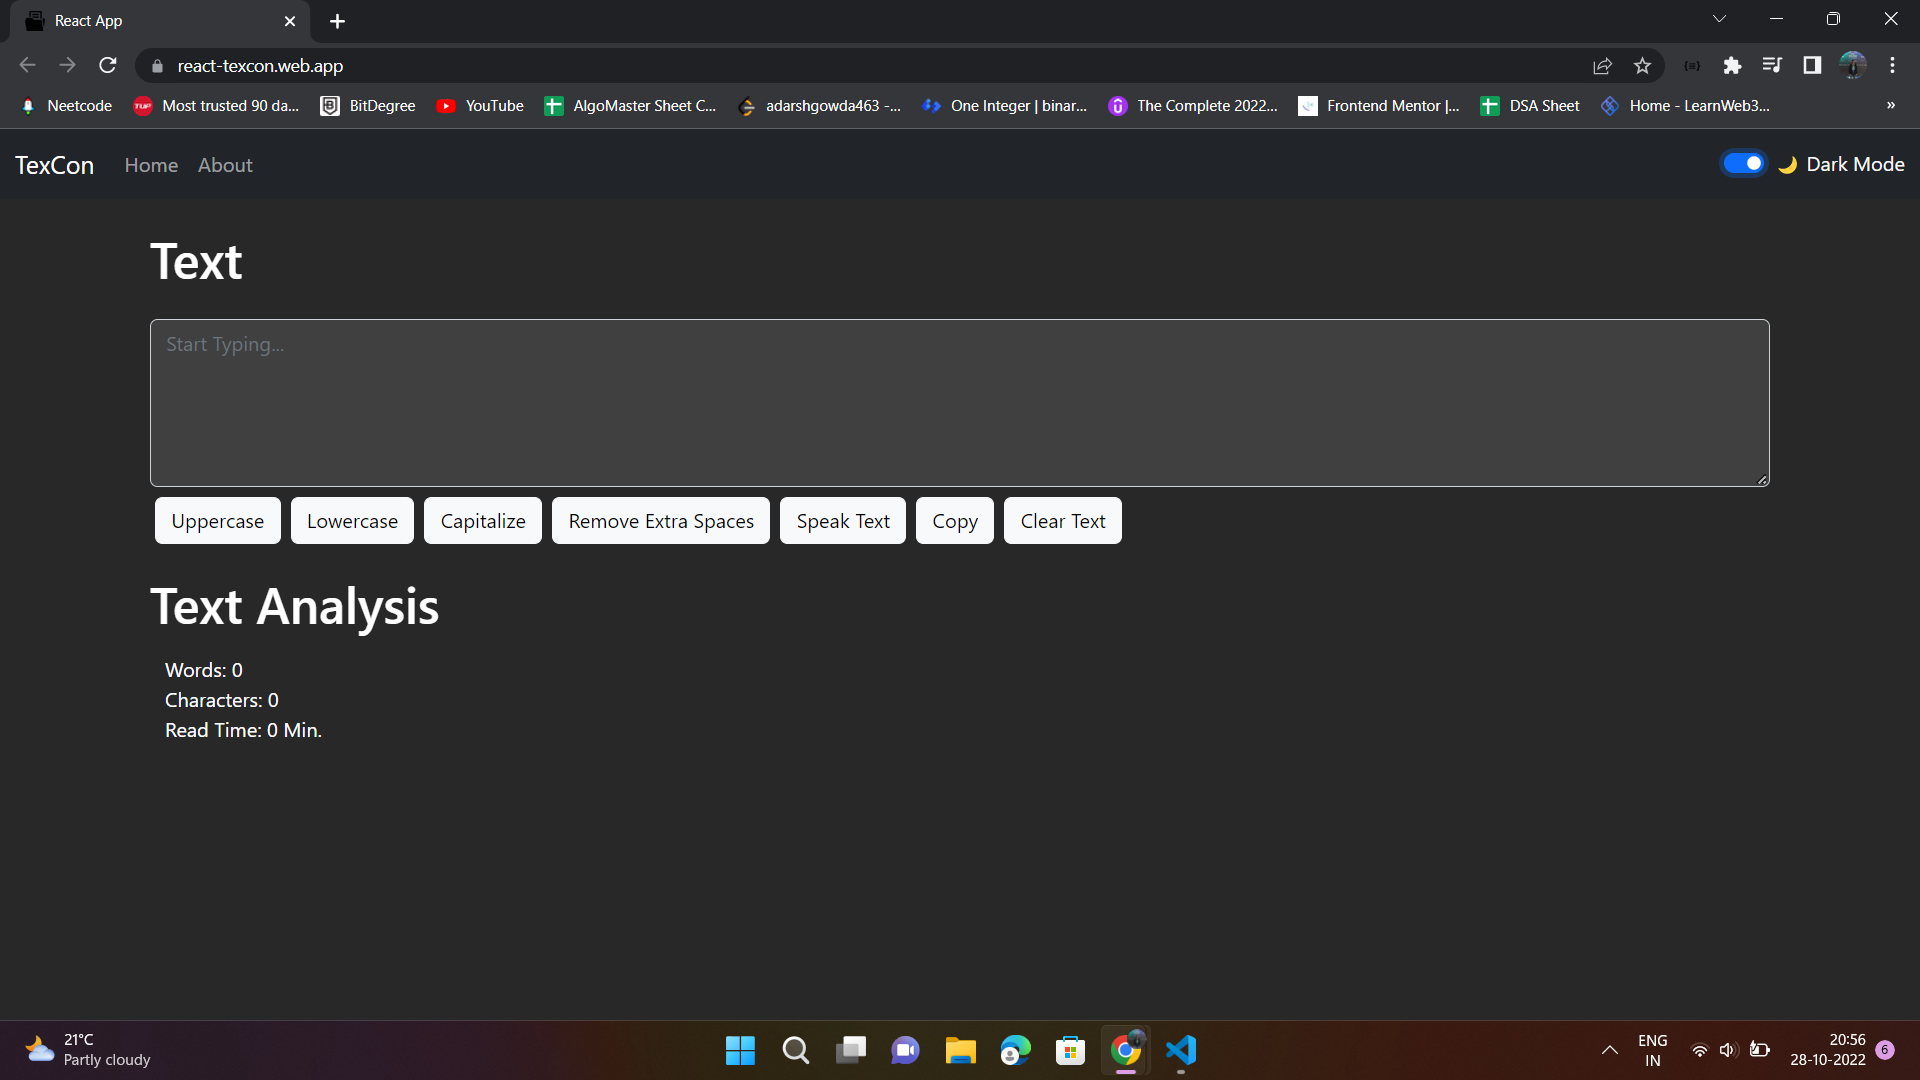 React App
react-texcon.web.app
Neetcode Most trusted 90 da... BitDegree YouTube AlgoMaster Sheet C... adarshgowda463 -... One Integer | binar... The Complete 2022... Frontend Mentor |... DSA Sheet Home - LearnWeb3... »
TexCon Home About Dark Mode
Text
Start Typing...
Uppercase Lowercase Capitalize Remove Extra Spaces Speak Text Copy Clear Text
Text Analysis
Words: 0
Characters: 0
Read Time: 0 Min.
21°C
Partly cloudy
ENG
IN
20:56
28-10-2022
6